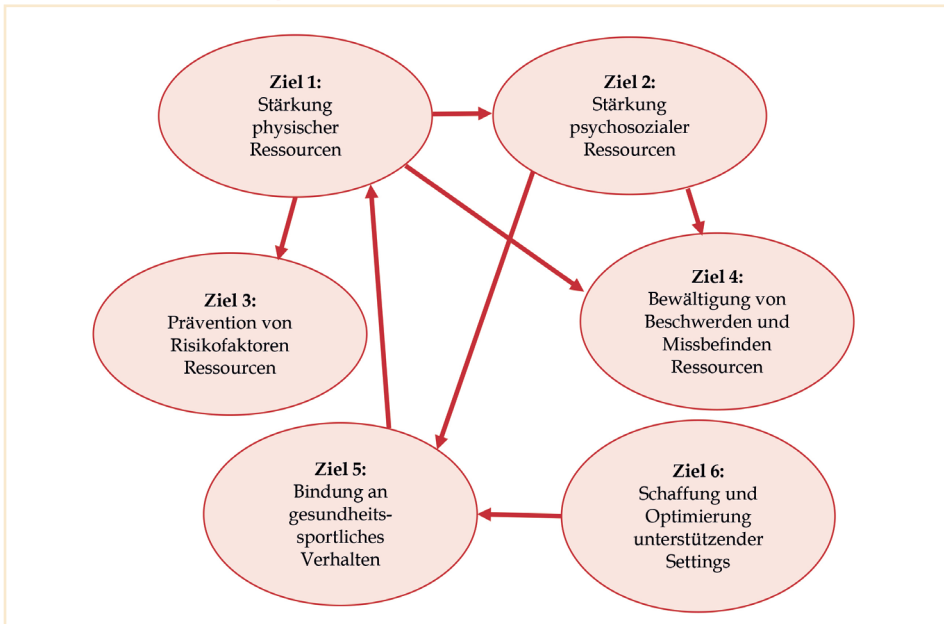 Ziel 1:
Stärkung
physischer
Ressourcen
Ziel 2:
Stärkung
psychosozialer
Ressourcen
Ziel 3:
Prävention von
Risikofaktoren
Ressourcen
Ziel 4:
Bewältigung von
Beschwerden und
Missbefinden
Ressourcen
Ziel 5:
Bindung an
gesundheits-
sportliches
Verhalten
Ziel 6:
Schaffung und
Optimierung
unterstützender
Settings